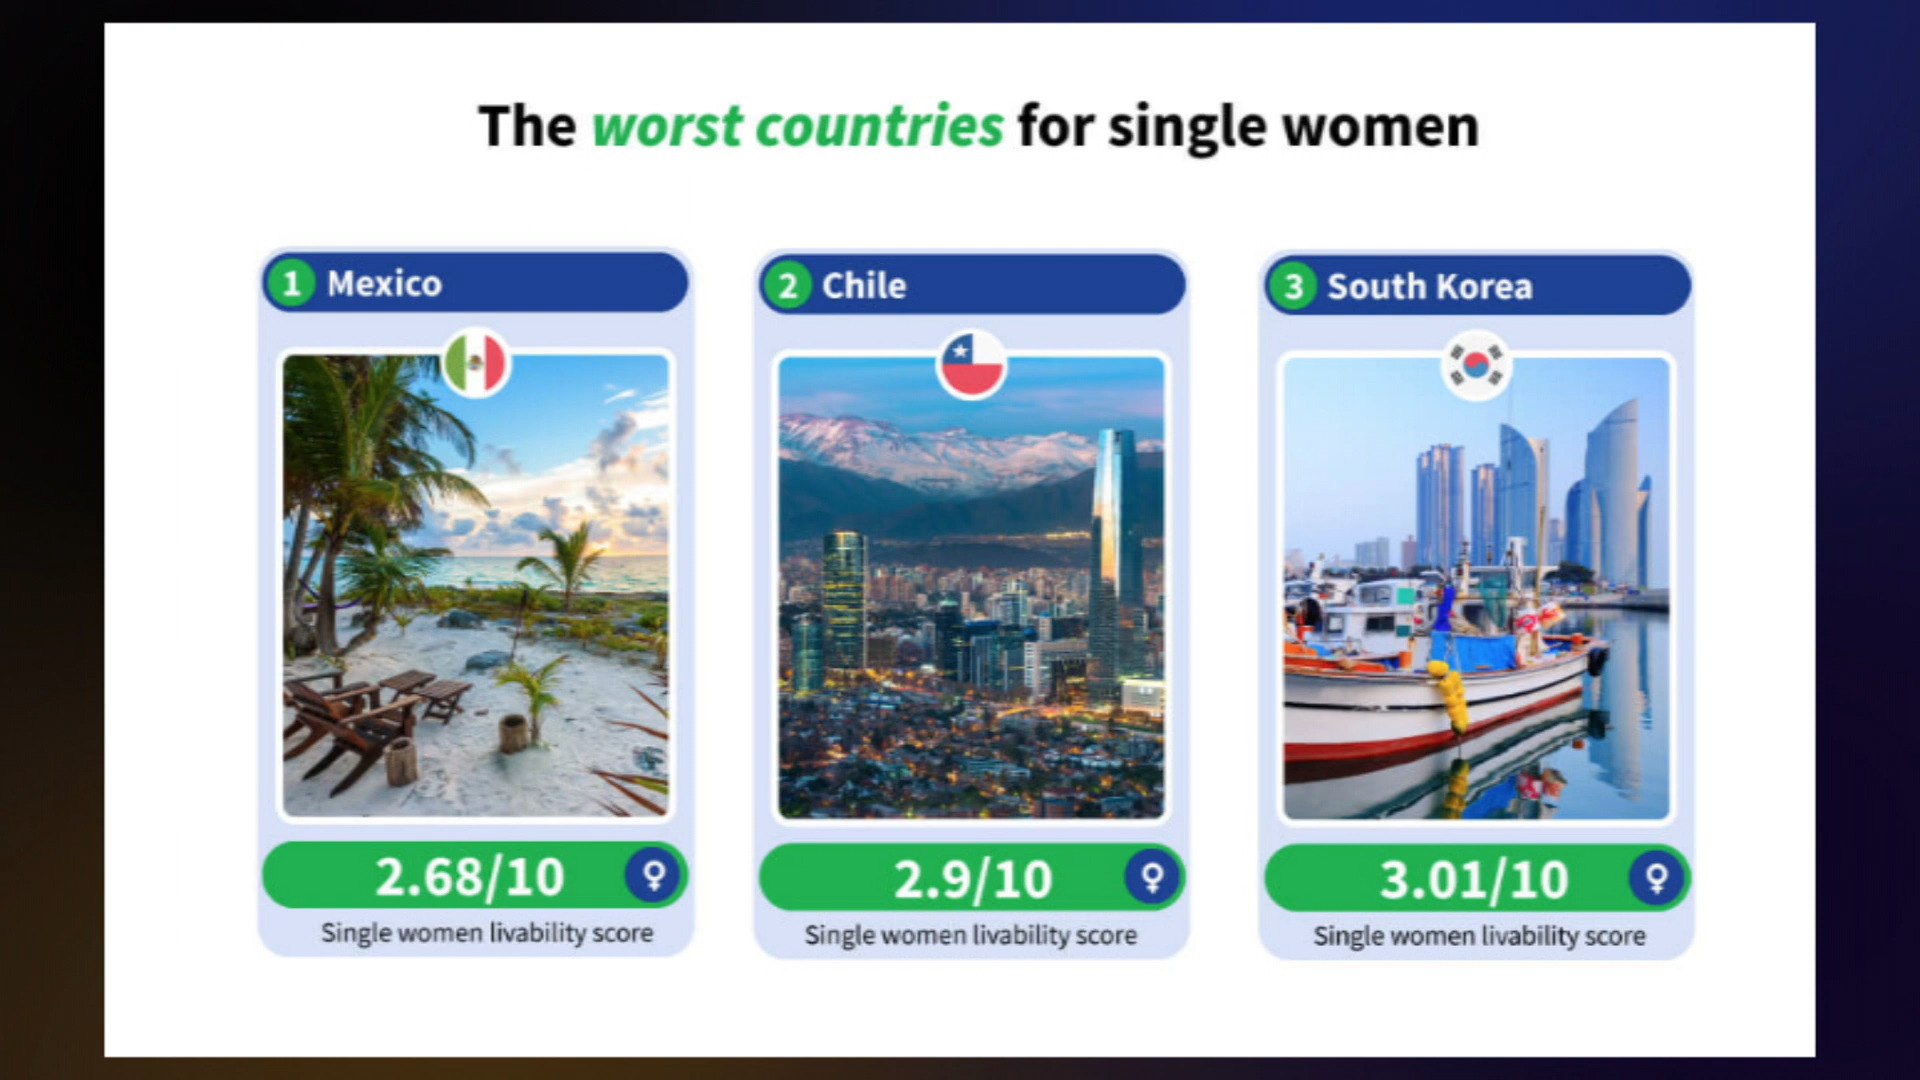 The worst countries for single women
1 Mexico
2.68/10
Single women livability score
2 Chile
2.9/10
Single women livability score
3 South Korea
3.01/10
Single women livability score